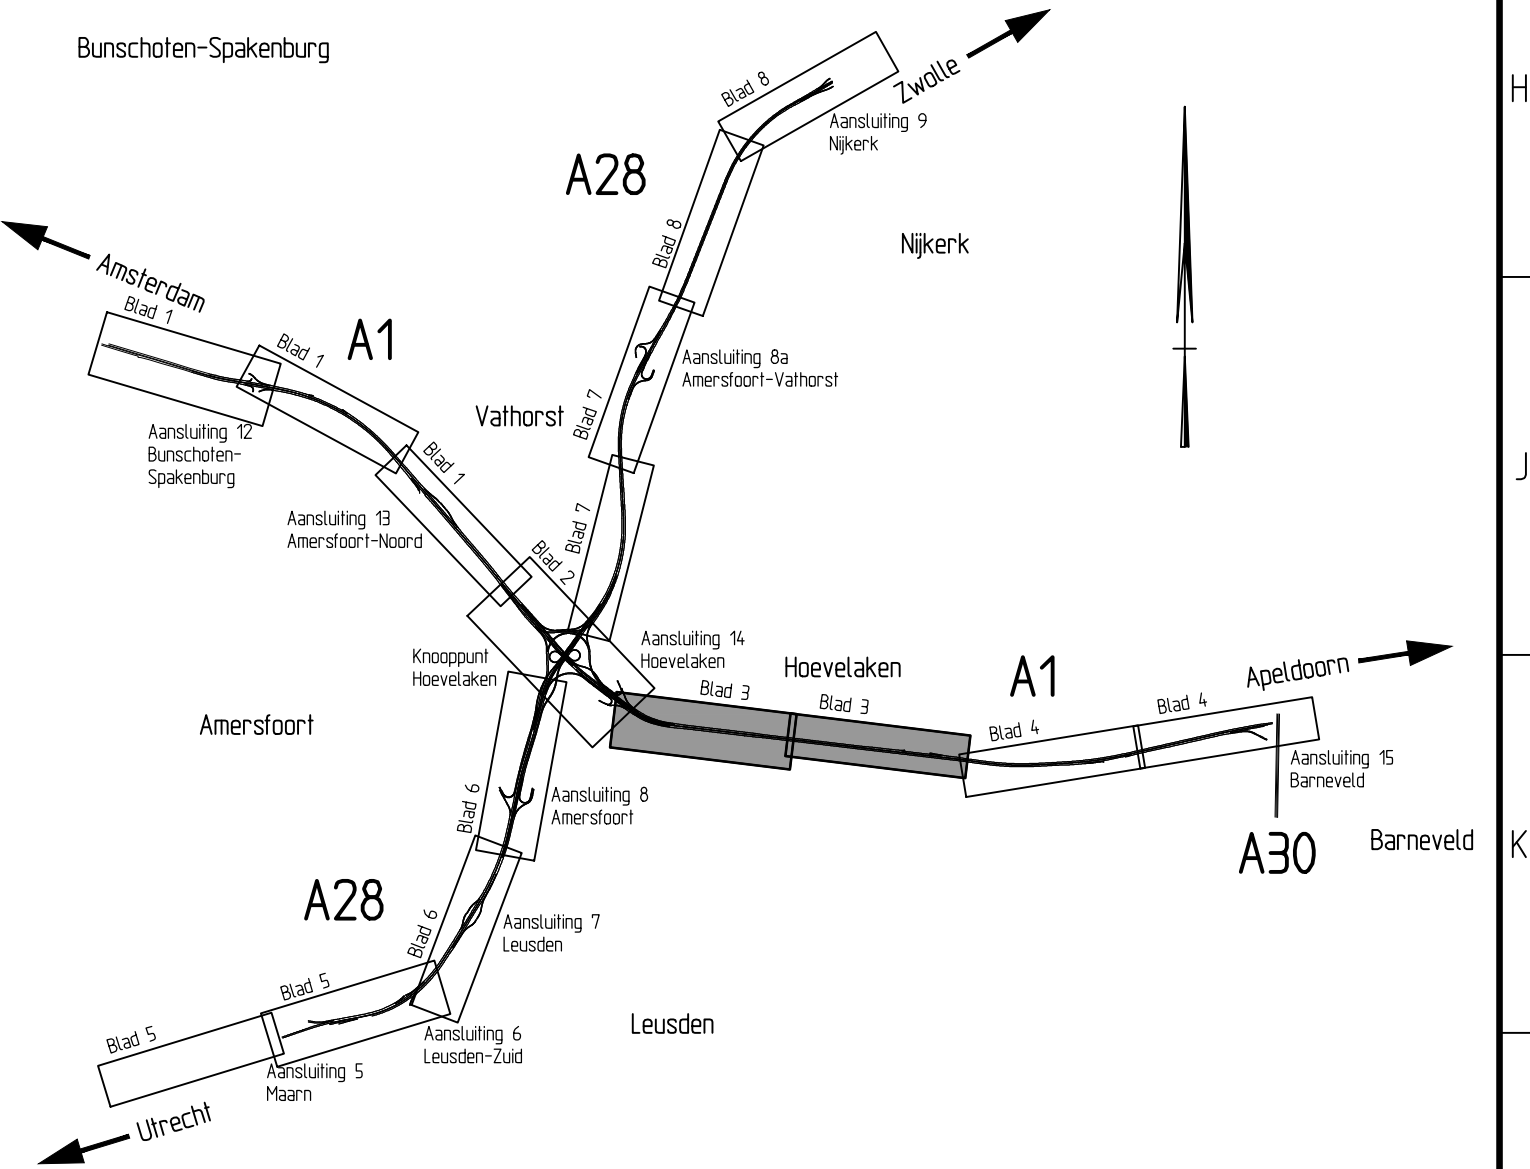 Bunschoten-Spakenburg
Zwolle
H
Blad 8
Aansluiting 9
Nijkerk
A28
Blad 8
Nijkerk
Amsterdam
Blad 1
A1
Blad 1
Aansluiting 8a
Amersfoort-Vathorst
Blad 7
Vathorst
Aansluiting 12
Bunschoten-
Spakenburg
Blad 1
J
Aansluiting 13
Amersfoort-Noord
Blad 7
Blad 2
Aansluiting 14
Hoevelaken
Knooppunt
Hoevelaken
Hoevelaken
A1
Apeldoorn
Blad 3
Blad 3
Blad 4
Blad 4
Amersfoort
Aansluiting 15
Barneveld
Blad 6
Aansluiting 8
Amersfoort
A30
Barneveld
K
A28
Blad 6
Aansluiting 7
Leusden
Blad 5
Leusden
Blad 5
Aansluiting 6
Leusden-Zuid
Aansluiting 5
Maarn
Utrecht